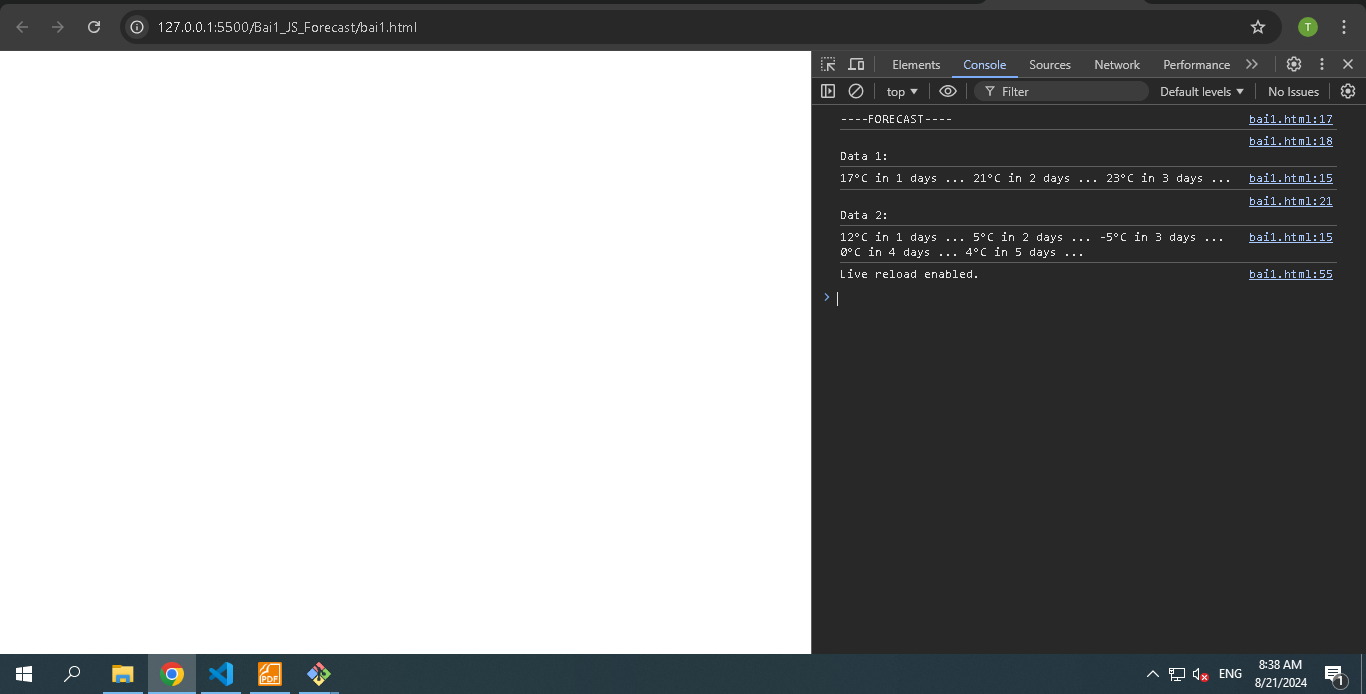 127.0.0.1:5500/Bai1_JS_Forecast/bai1.html
T
Elements Console Sources Network Performance
top Filter Default levels No Issues
----FORECAST---- bai1.html:17
bai1.html:18
Data 1:
17°C in 1 days ... 21°C in 2 days ... 23°C in 3 days ... bai1.html:15
bai1.html:21
Data 2:
12°C in 1 days ... 5°C in 2 days ... -5°C in 3 days ... bai1.html:15
0°C in 4 days ... 4°C in 5 days ...
Live reload enabled. bai1.html:55
PDF
ENG
8:38 AM
8/21/2024
1